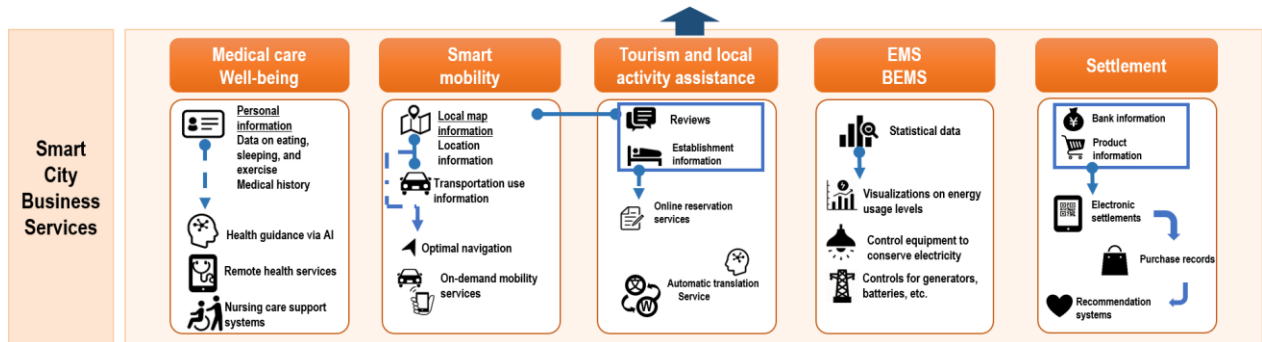 Smart
City
Business
Services
Medical care
Well-being
Personal
information
Data on eating,
sleeping, and
exercise
Medical history
Health guidance via AI
Remote health services
Nursing care support
systems
Smart
mobility
Local map
information
Location
information
Transportation use
information
Optimal navigation
On-demand mobility
services
Tourism and local
activity assistance
Reviews
Establishment
information
Online reservation
services
Automatic translation
Service
文
W
EMS
BEMS
Statistical data
Visualizations on energy
usage levels
Control equipment to
conserve electricity
Controls for generators,
batteries, etc.
Settlement
¥
Bank information
Product
information
Electronic
settlements
Purchase records
Recommendation
systems